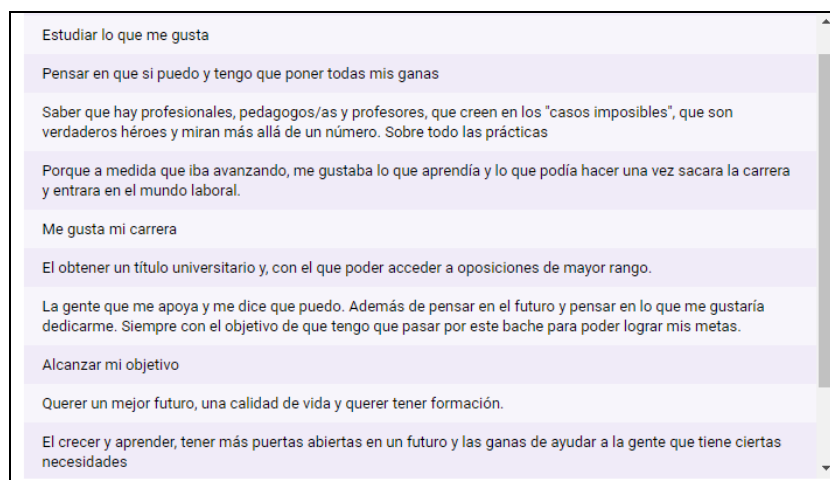 Estudiar lo que me gusta
Pensar en que si puedo y tengo que poner todas mis ganas
Saber que hay profesionales, pedagogos/as y profesores, que creen en los "casos imposibles", que son
verdaderos héroes y miran más allá de un número. Sobre todo las prácticas
Porque a medida que iba avanzando, me gustaba lo que aprendía y lo que podía hacer una vez sacara la carrera
y entrara en el mundo laboral.
Me gusta mi carrera
El obtener un título universitario y, con el que poder acceder a oposiciones de mayor rango.
La gente que me apoya y me dice que puedo. Además de pensar en el futuro y pensar en lo que me gustaría
dedicarme. Siempre con el objetivo de que tengo que pasar por este bache para poder lograr mis metas.
Alcanzar mi objetivo
Querer un mejor futuro, una calidad de vida y querer tener formación.
El crecer y aprender, tener más puertas abiertas en un futuro y las ganas de ayudar a la gente que tiene ciertas
necesidades